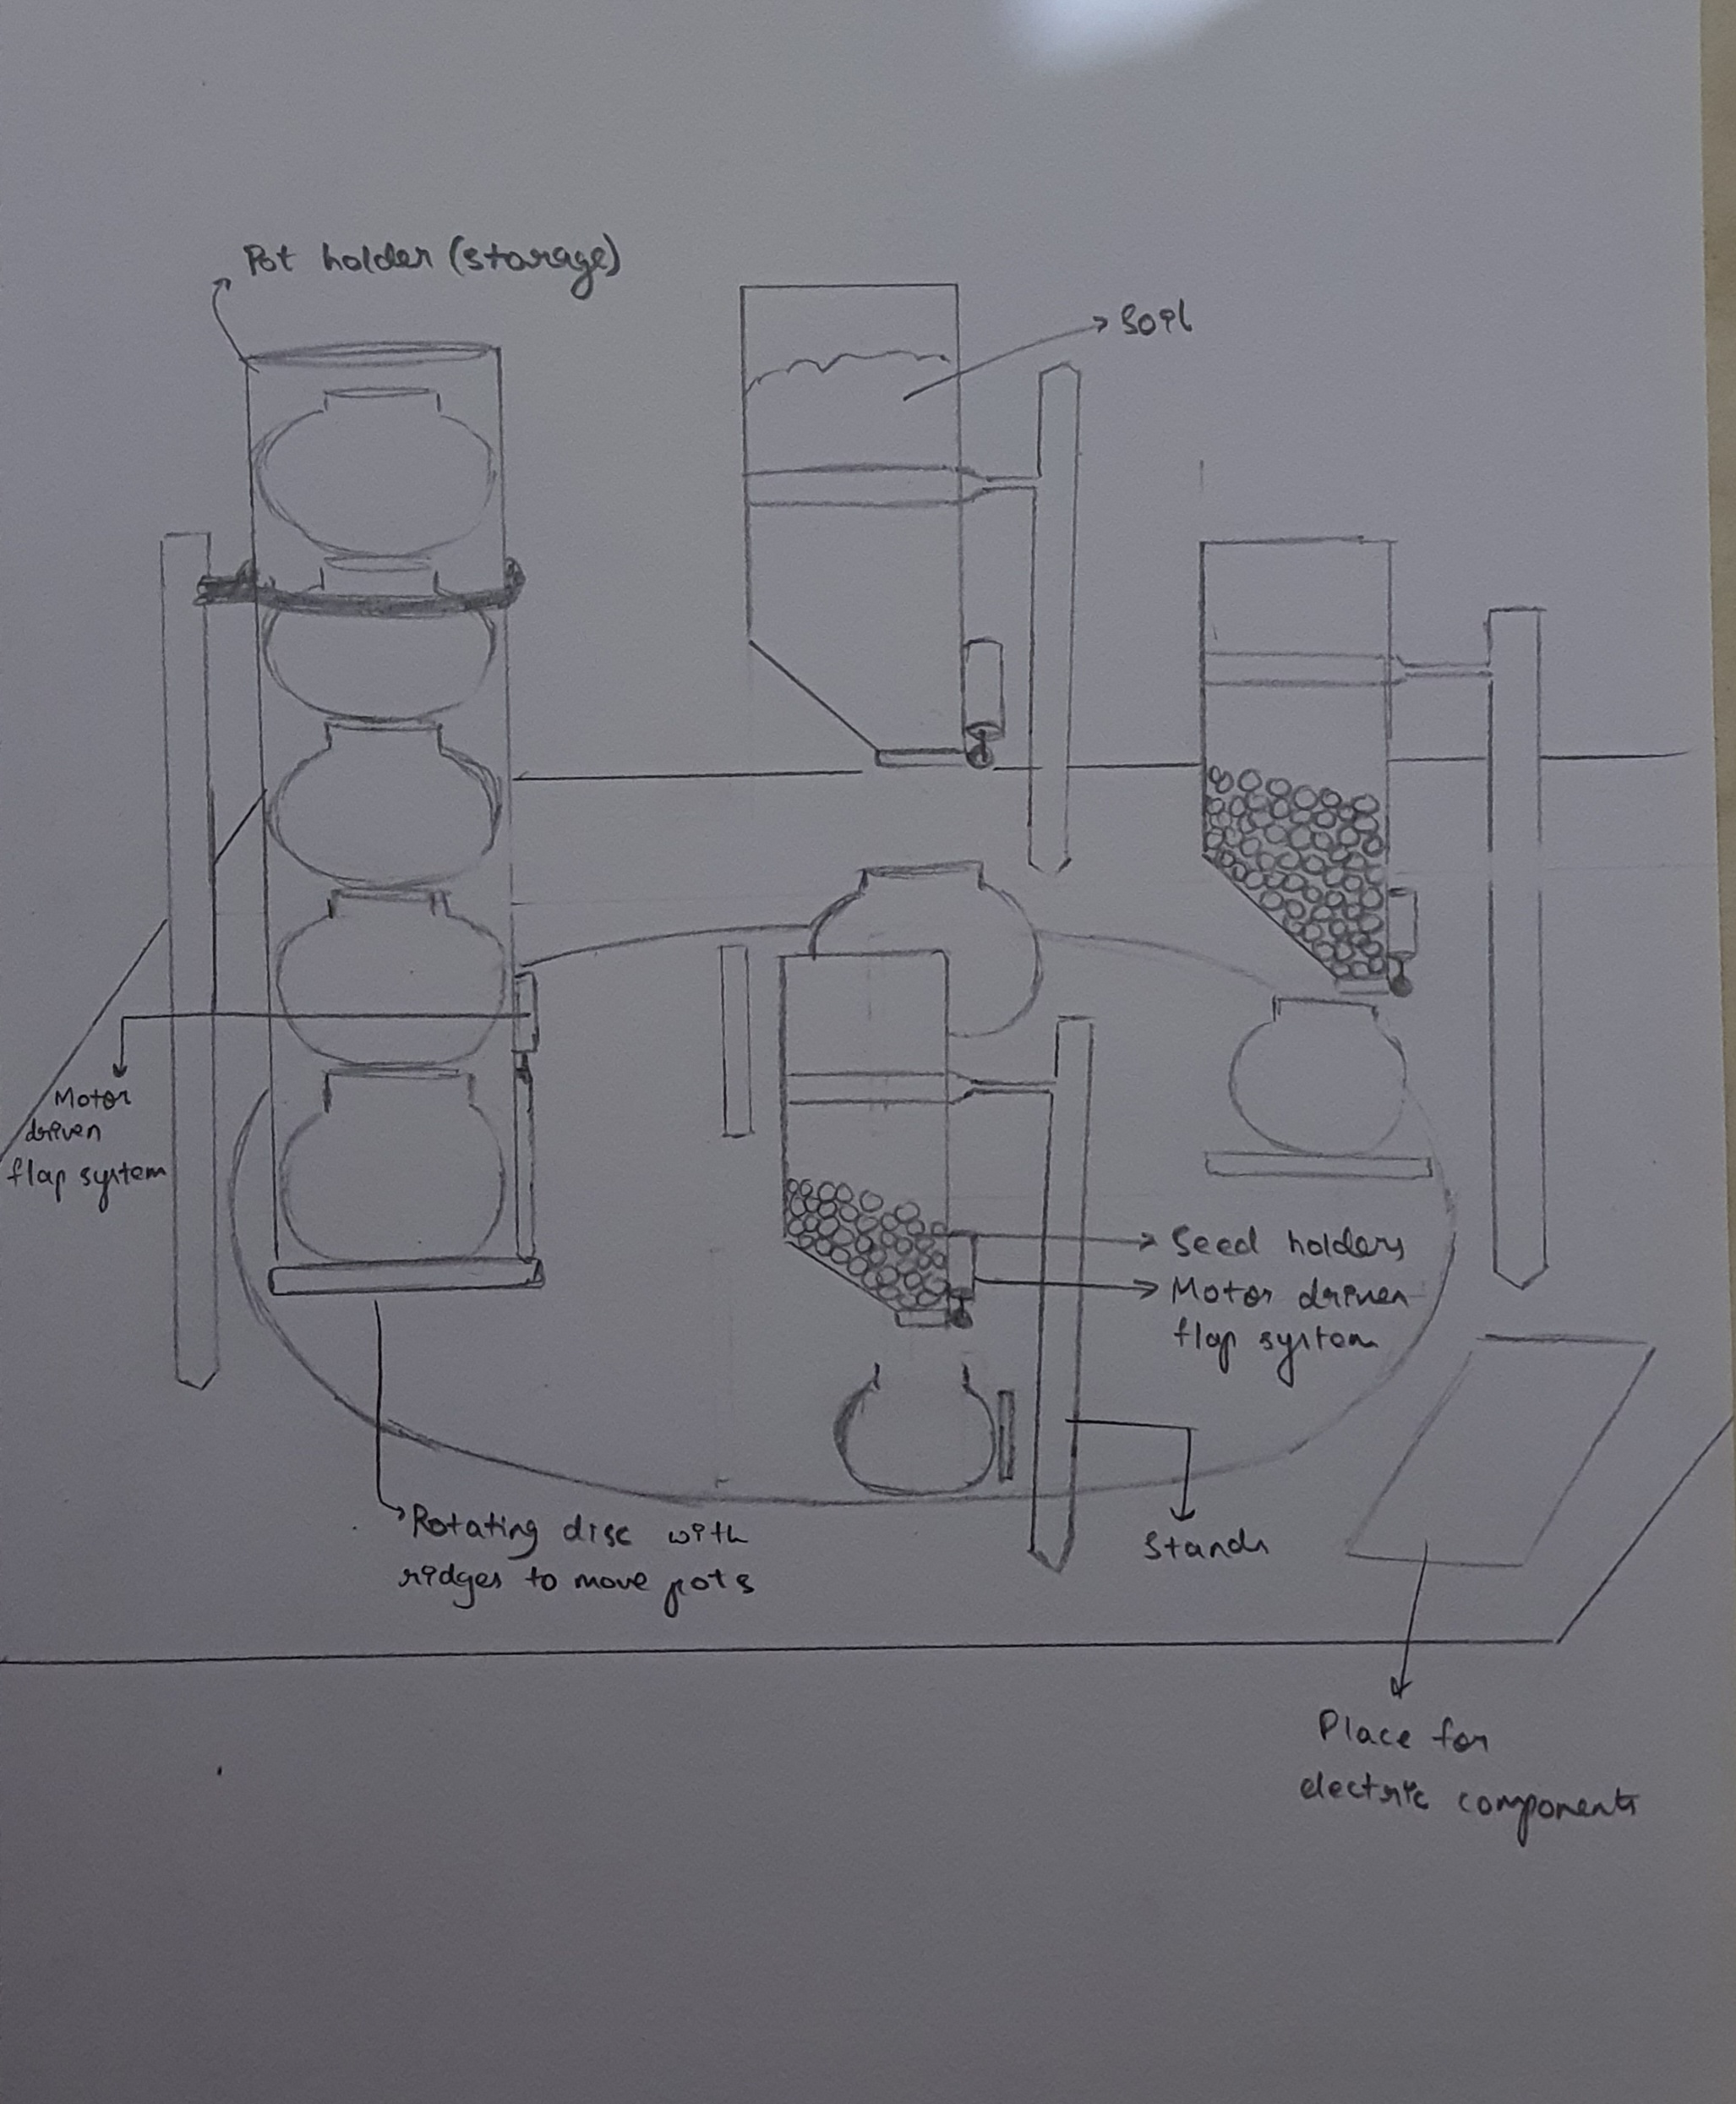 Pot holder (storage)
Soil
Motor
driven
flap system
Seed holders
Motor driven
flap system
Rotating disc with
ridges to move pots
Stands
Place for
electric components